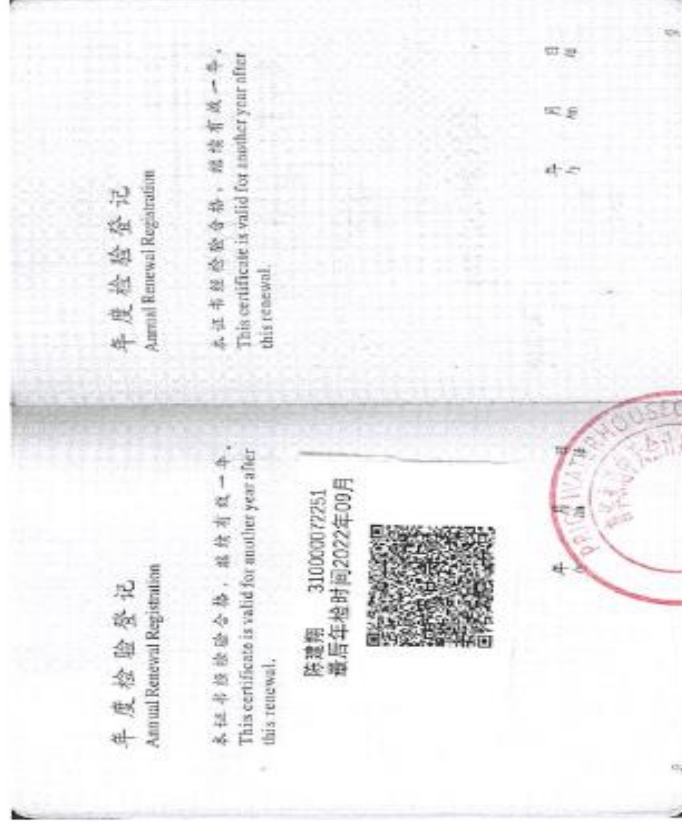 年度检验登记
Annual Renewal Registration
本证书经检验合格，继续有效一年。
This certificate is valid for another year after
this renewal.
陈建翔 310000072251
最后年检时间2022年09月
年 月 日
PRICEWATERHOUSECO
年度检验登记
Annual Renewal Registration
本证书经检验合格，继续有效一年。
This certificate is valid for another year after
this renewal.
年 月 日
/y /m /d